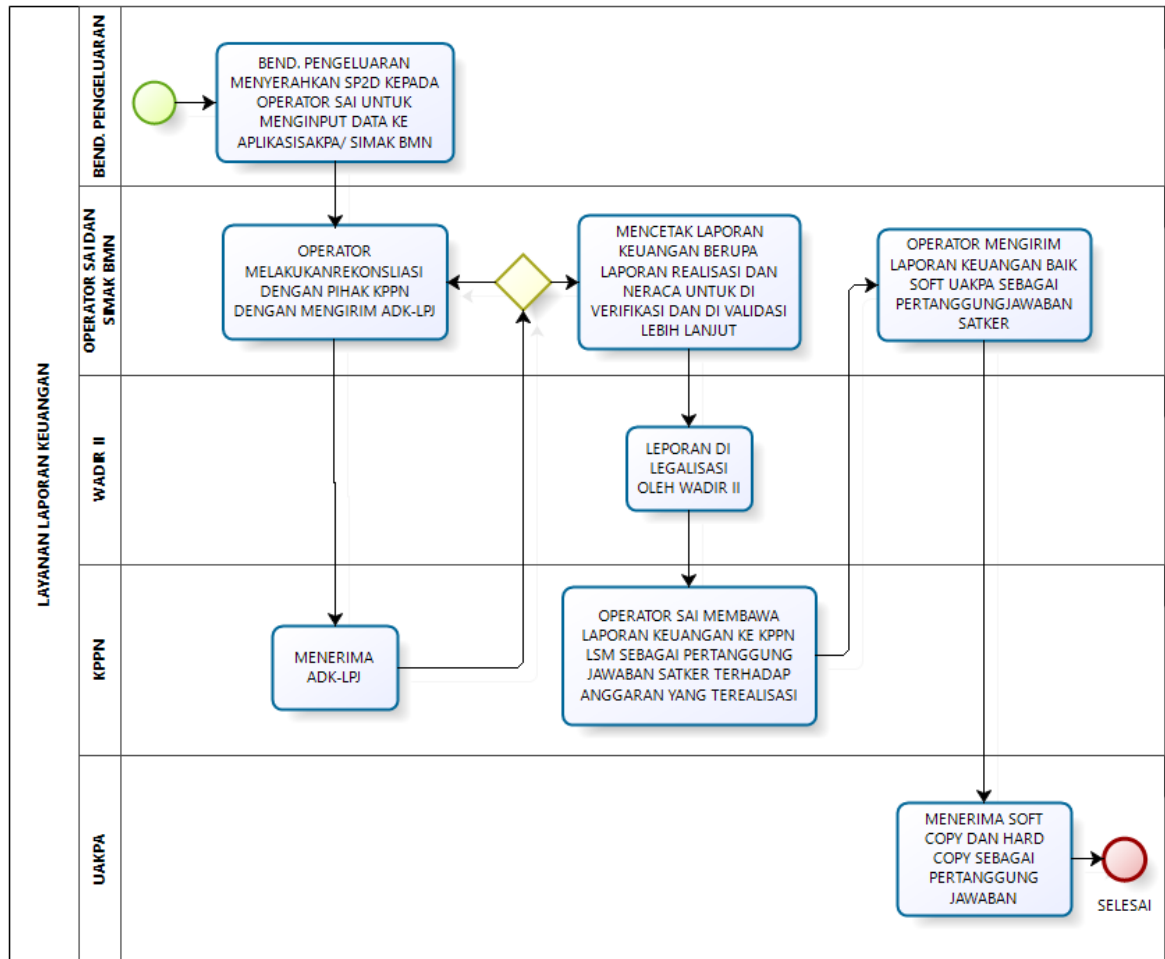 LAYANAN LAPORAN KEUANGAN
BEND. PENGELUARAN
BEND. PENGELUARAN
MENYERAHKAN SP2D KEPADA
OPERATOR SAI UNTUK
MENGINPUT DATA KE
APLIKASISAKPA/ SIMAK BMN
OPERATOR SAI DAN
SIMAK BMN
OPERATOR
MELAKUKANREKONSLIASI
DENGAN PIHAK KPPN
DENGAN MENGIRIM ADK-LPJ
MENCETAK LAPORAN
KEUANGAN BERUPA
LAPORAN REALISASI DAN
NERACA UNTUK DI
VERIFIKASI DAN DI VALIDASI
LEBIH LANJUT
OPERATOR MENGIRIM
LAPORAN KEUANGAN BAIK
SOFT UAKPA SEBAGAI
PERTANGGUNGJAWABAN
SATKER
WADIR II
LEPORAN DI
LEGALISASI
OLEH WADIR II
KPPN
MENERIMA
ADK-LPJ
OPERATOR SAI MEMBAWA
LAPORAN KEUANGAN KE KPPN
LSM SEBAGAI PERTANGGUNG
JAWABAN SATKER TERHADAP
ANGGARAN YANG TEREALISASI
UAKPA
MENERIMA SOFT
COPY DAN HARD
COPY SEBAGAI
PERTANGGUNG
JAWABAN
SELESAI